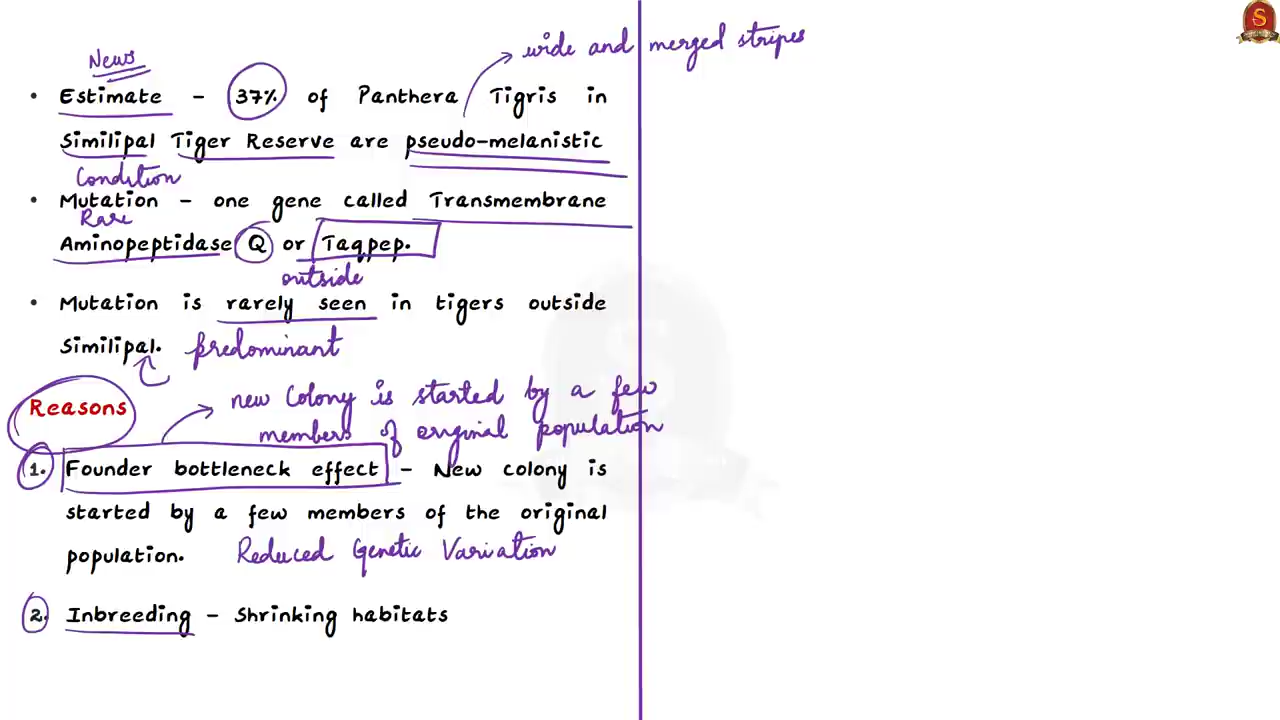 wide and merged stripes
News
• Estimate - 37% of Panthera Tigris in
Similipal Tiger Reserve are pseudo-melanistic
Condition
• Mutation - one gene called Transmembrane
Rare
Aminopeptidase Q or Taqpep.
outside
• Mutation is rarely seen in tigers outside
Similipal. predominant
Reasons
new Colony is started by a few
members of original population
1. Founder bottleneck effect - New colony is
started by a few members of the original
population. Reduced Genetic Variation
2. Inbreeding - Shrinking habitats